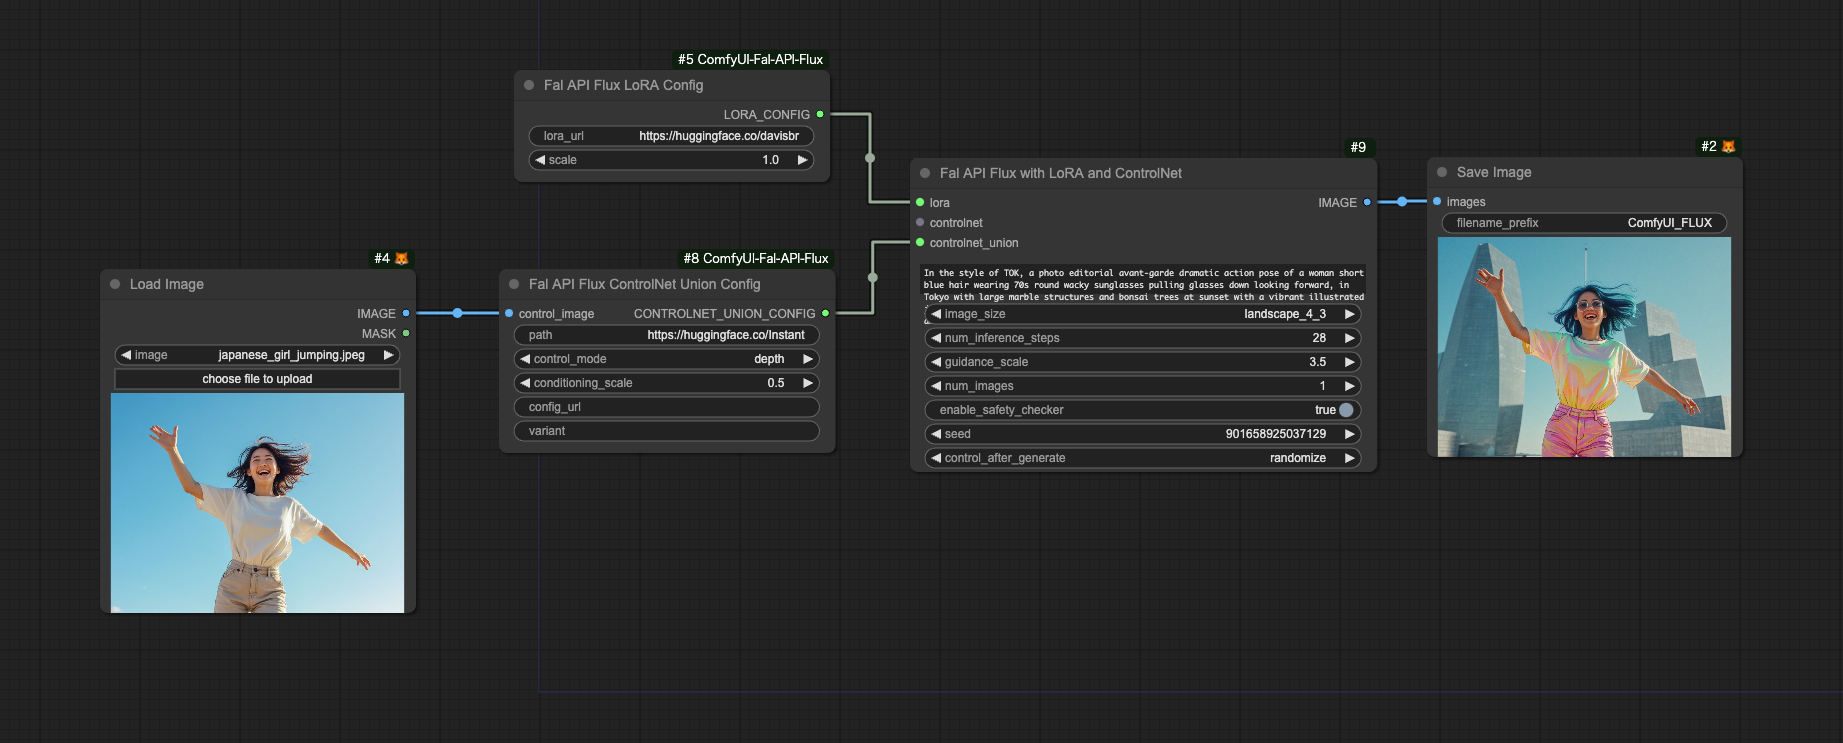 #5 ComfyUI-Fal-API-Flux
Fal API Flux LoRA Config
LORA_CONFIG
lora_url https://huggingface.co/davisbr
scale 1.0
#4
Load Image
IMAGE
MASK
image japanese_girl_jumping.jpeg
choose file to upload
#8 ComfyUI-Fal-API-Flux
Fal API Flux ControlNet Union Config
control_image CONTROLNET_UNION_CONFIG
path https://huggingface.co/Instant
control_mode depth
conditioning_scale 0.5
config_url
variant
#9
Fal API Flux with LoRA and ControlNet
lora IMAGE
controlnet
controlnet_union
In the style of TOK, a photo editorial avant-garde dramatic action pose of a woman short
blue hair wearing 70s round wacky sunglasses pulling glasses down looking forward, in
Tokyo with large marble structures and bonsai trees at sunset with a vibrant illustrated
image_size landscape_4_3
num_inference_steps 28
guidance_scale 3.5
num_images 1
enable_safety_checker true
seed 901658925037129
control_after_generate randomize
#2
Save Image
images
filename_prefix ComfyUI_FLUX